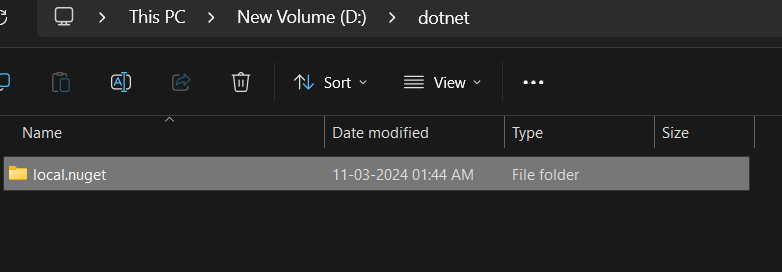 This PC > New Volume (D:) > dotnet
Sort View
Name Date modified Type Size
local.nuget 11-03-2024 01:44 AM File folder